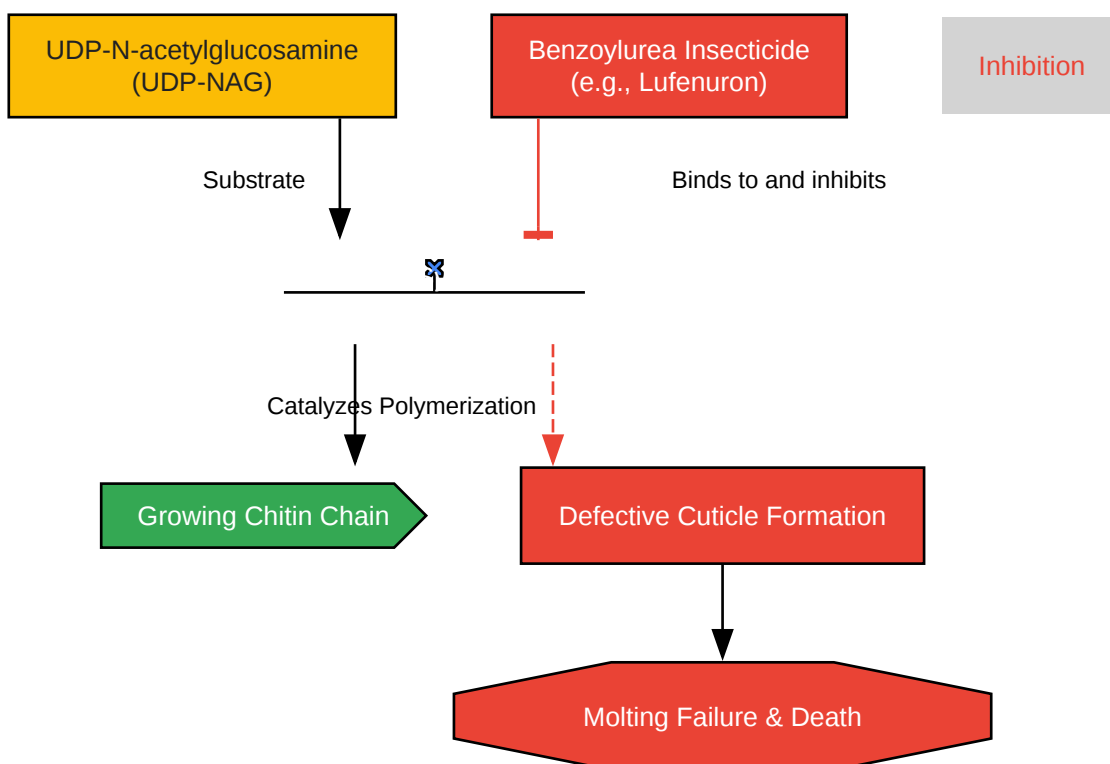 UDP-N-acetylglucosamine
(UDP-NAG)
Benzoylurea Insecticide
(e.g., Lufenuron)
Inhibition
Substrate
Binds to and inhibits
Catalyzes Polymerization
Growing Chitin Chain
Defective Cuticle Formation
Molting Failure & Death